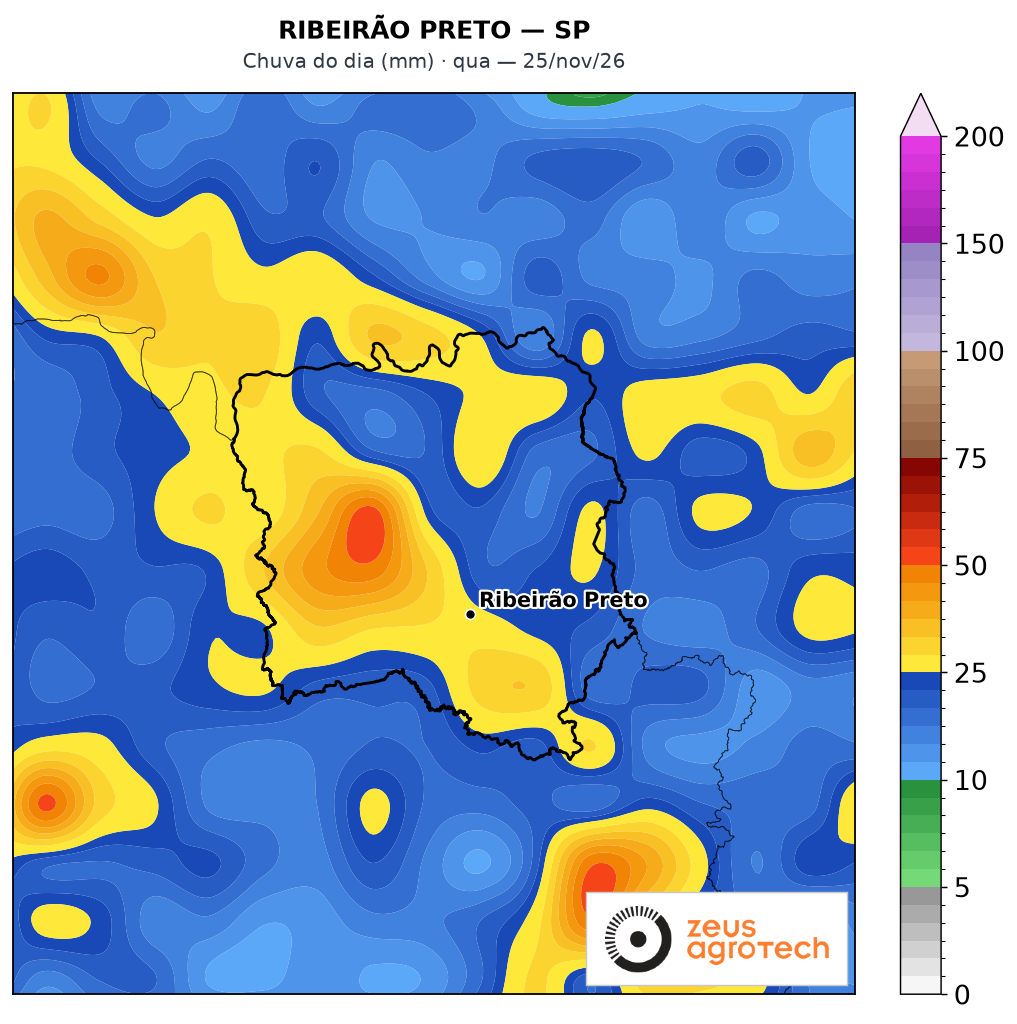 RIBEIRÃO PRETO — SP
Chuva do dia (mm) · qua — 25/nov/26
200
150
100
75
50
25
10
5
0
Ribeirão Preto
zeus
agrotech